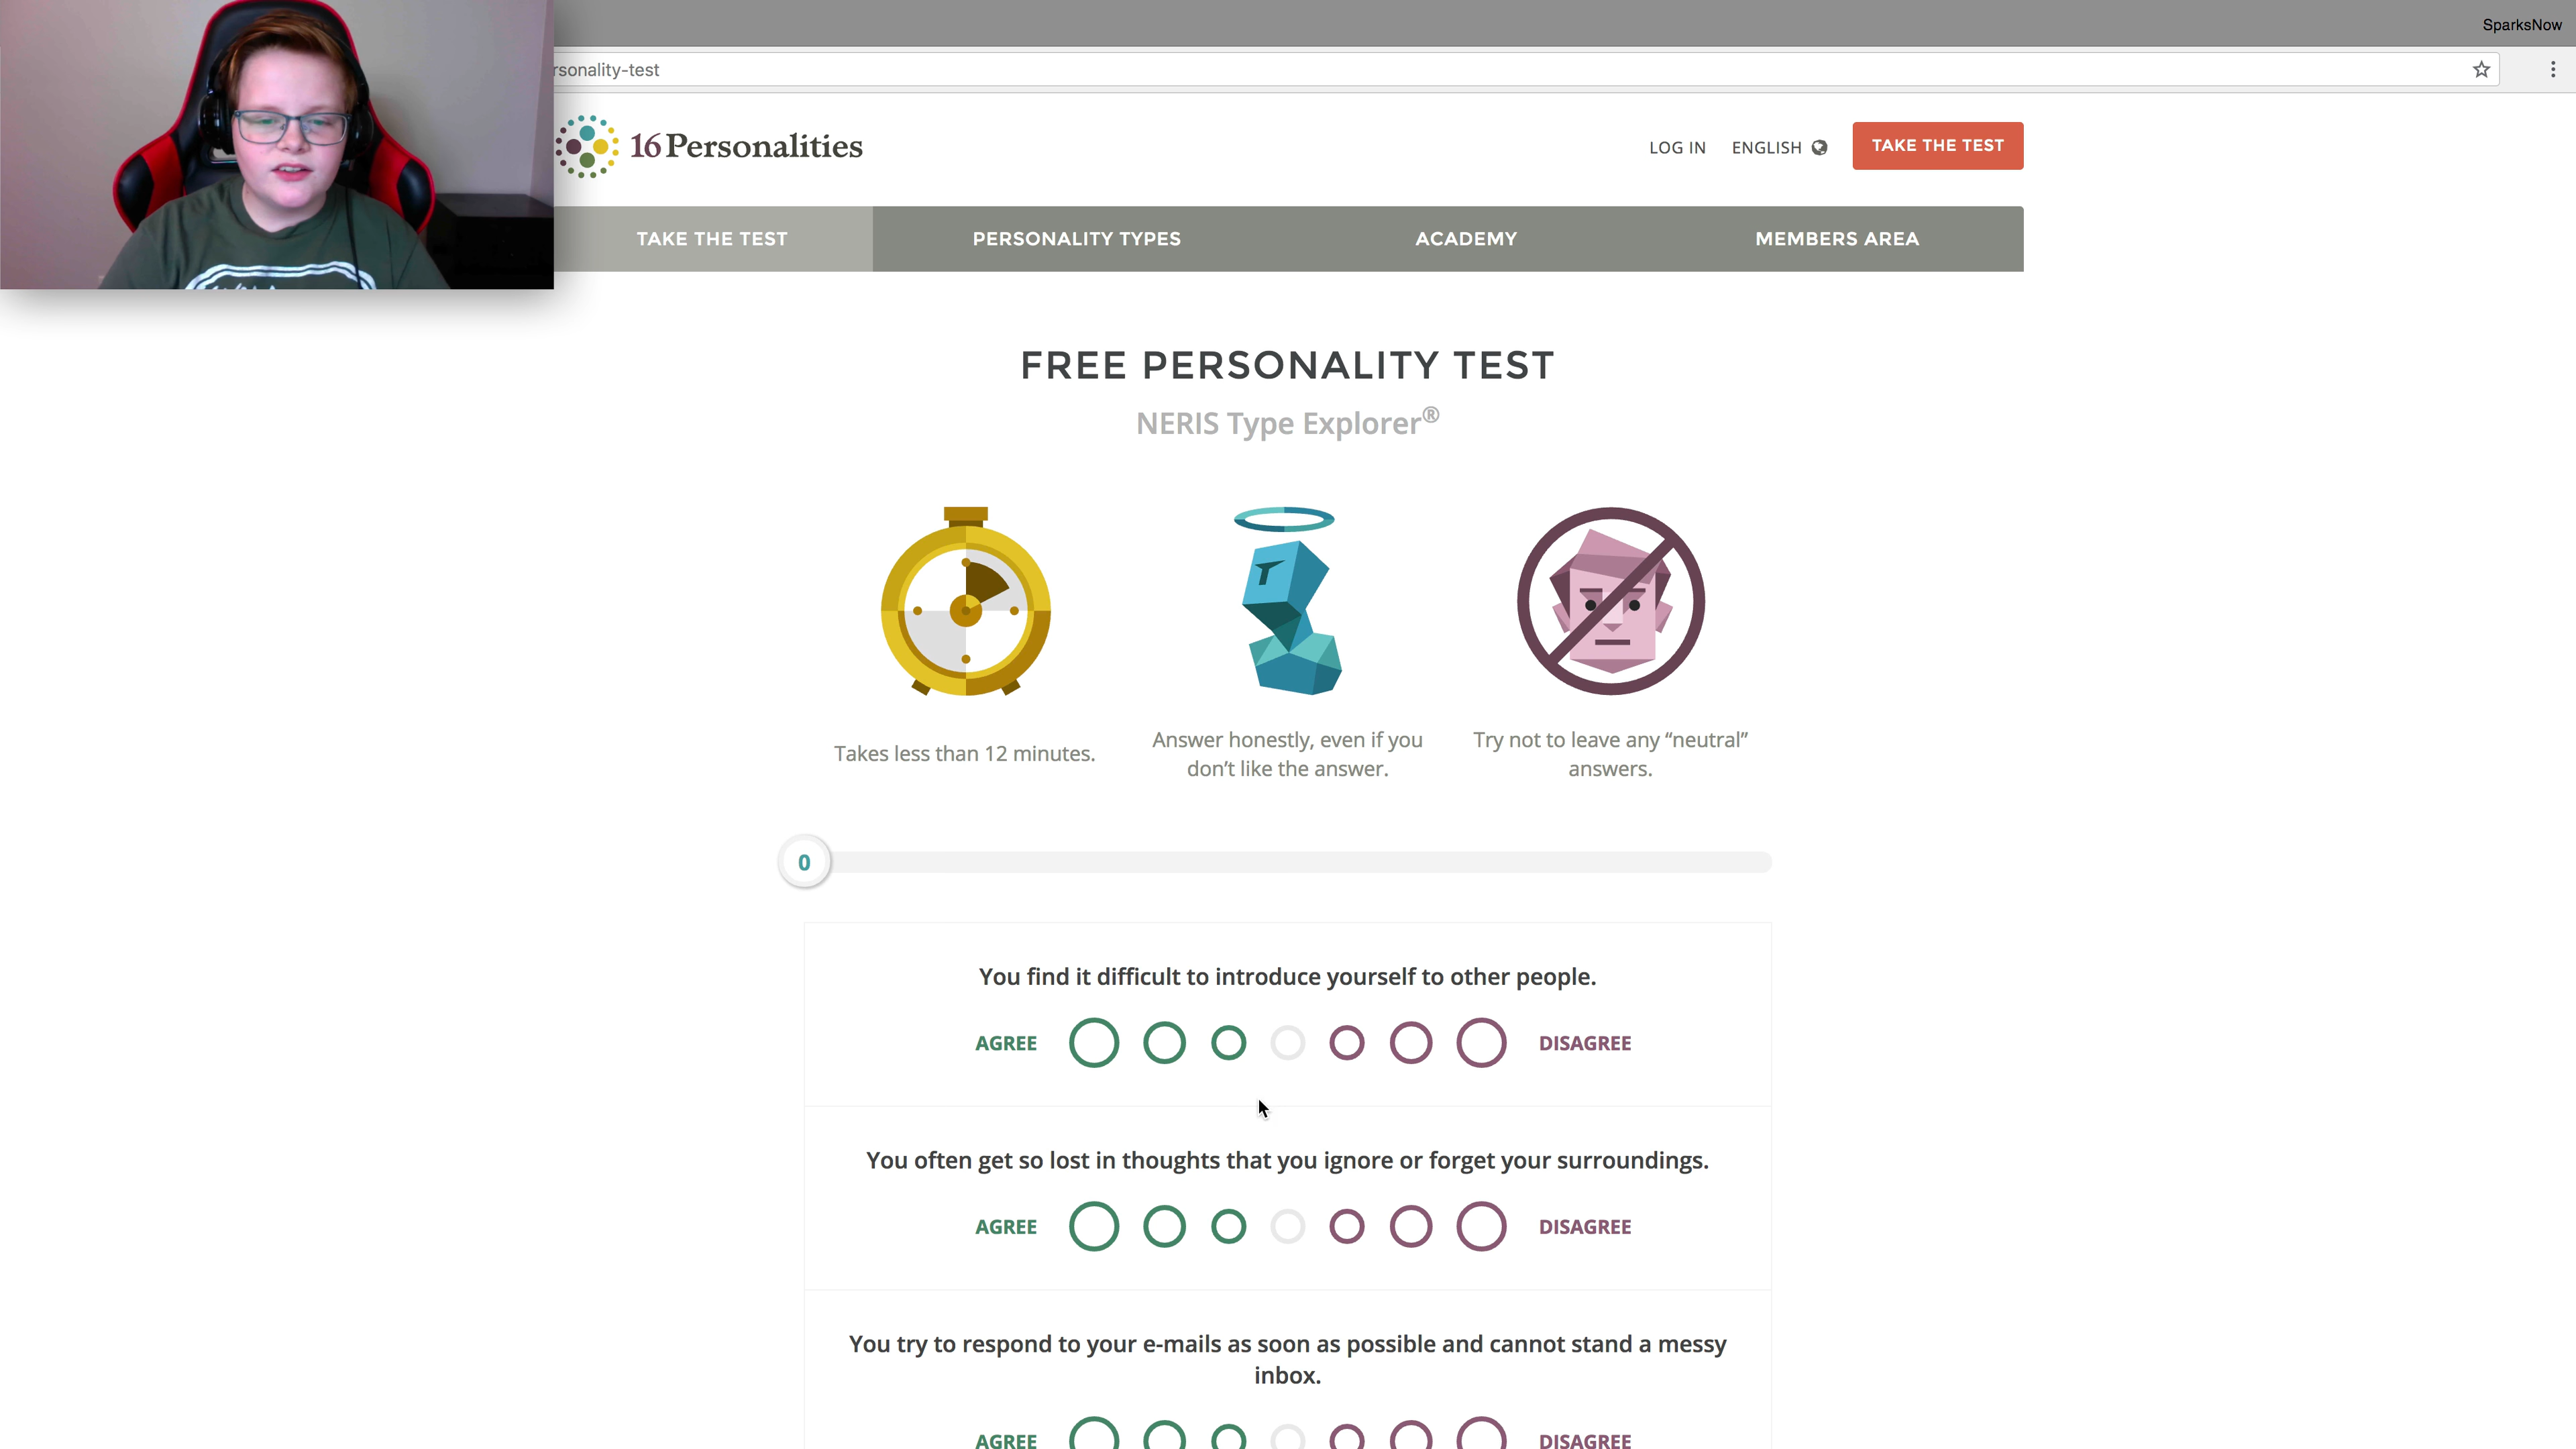 SparksNow
rsonality-test
16Personalities
LOG IN ENGLISH TAKE THE TEST
TAKE THE TEST PERSONALITY TYPES ACADEMY MEMBERS AREA
FREE PERSONALITY TEST
NERIS Type Explorer®
Takes less than 12 minutes.
Answer honestly, even if you
don’t like the answer.
Try not to leave any “neutral”
answers.
0
You find it difficult to introduce yourself to other people.
AGREE DISAGREE
You often get so lost in thoughts that you ignore or forget your surroundings.
AGREE DISAGREE
You try to respond to your e-mails as soon as possible and cannot stand a messy
inbox.
AGREE DISAGREE